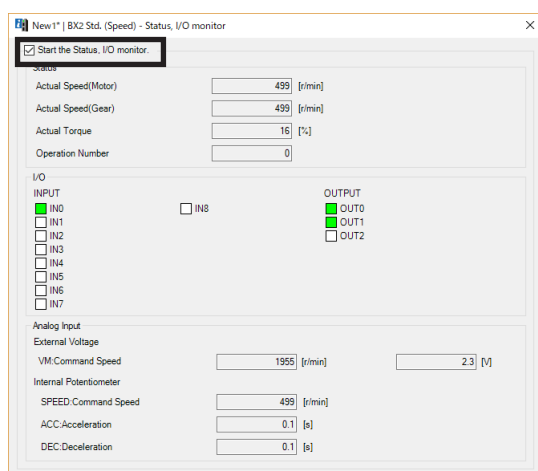 New1* | BX2 Std. (Speed) - Status, I/O monitor
Start the Status, I/O monitor.
Status
Actual Speed(Motor) 499 [r/min]
Actual Speed(Gear) 499 [r/min]
Actual Torque 16 [%]
Operation Number 0
I/O
INPUT OUTPUT
IN0 IN8 OUT0
IN1 OUT1
IN2 OUT2
IN3
IN4
IN5
IN6
IN7
Analog Input
External Voltage
VM:Command Speed 1955 [r/min] 2.3 [V]
Internal Potentiometer
SPEED:Command Speed 499 [r/min]
ACC:Acceleration 0.1 [s]
DEC:Deceleration 0.1 [s]